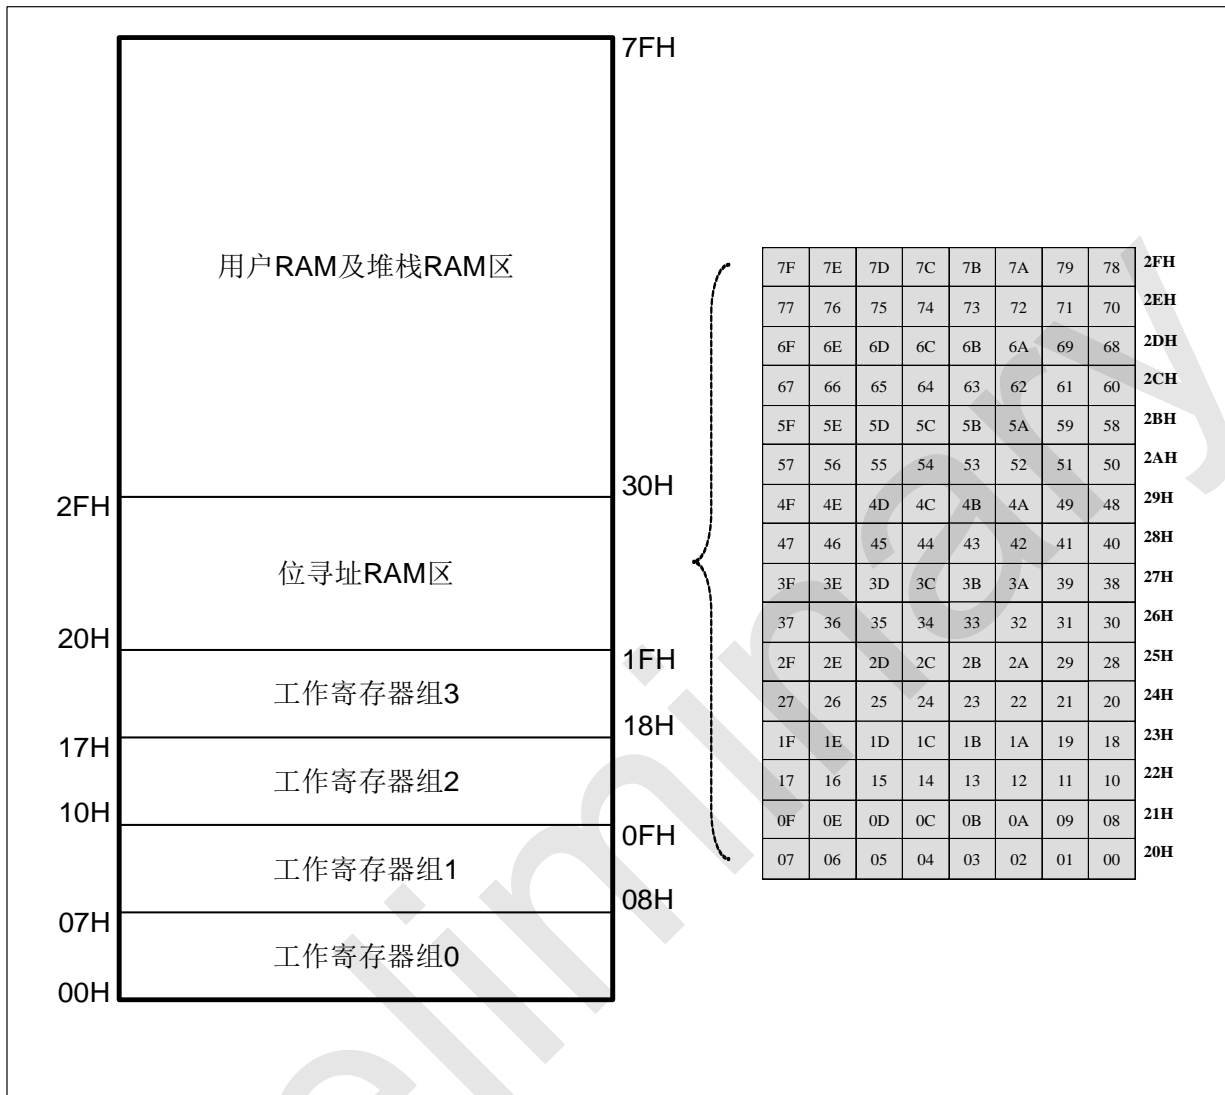 7FH
用户RAM及堆栈RAM区
30H
2FH
位寻址RAM区
20H
1FH
工作寄存器组3
18H
17H
工作寄存器组2
10H
0FH
工作寄存器组1
08H
07H
工作寄存器组0
00H
7F 7E 7D 7C 7B 7A 79 78 2FH
77 76 75 74 73 72 71 70 2EH
6F 6E 6D 6C 6B 6A 69 68 2DH
67 66 65 64 63 62 61 60 2CH
5F 5E 5D 5C 5B 5A 59 58 2BH
57 56 55 54 53 52 51 50 2AH
4F 4E 4D 4C 4B 4A 49 48 29H
47 46 45 44 43 42 41 40 28H
3F 3E 3D 3C 3B 3A 39 38 27H
37 36 35 34 33 32 31 30 26H
2F 2E 2D 2C 2B 2A 29 28 25H
27 26 25 24 23 22 21 20 24H
1F 1E 1D 1C 1B 1A 19 18 23H
17 16 15 14 13 12 11 10 22H
0F 0E 0D 0C 0B 0A 09 08 21H
07 06 05 04 03 02 01 00 20H